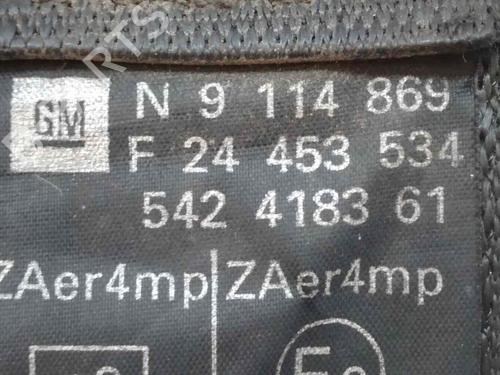 GM
N 9 114 869
F 24 453 534
542 4183 61
ZAer4mp ZAer4mp